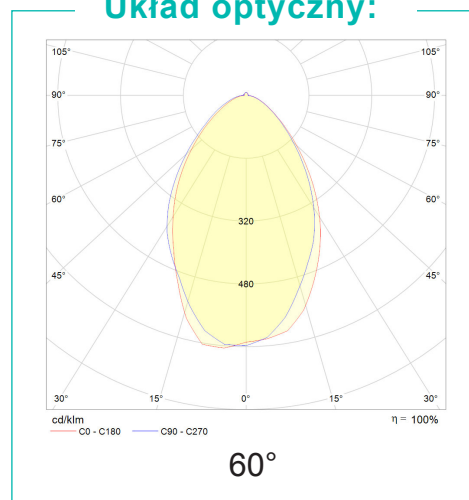 Układ optyczny:
105° 105°
90° 90°
75° 75°
60° 60°
320
45° 45°
480
30° 15° 0° 15° 30°
cd/klm η = 100%
C0 - C180 C90 - C270
60°